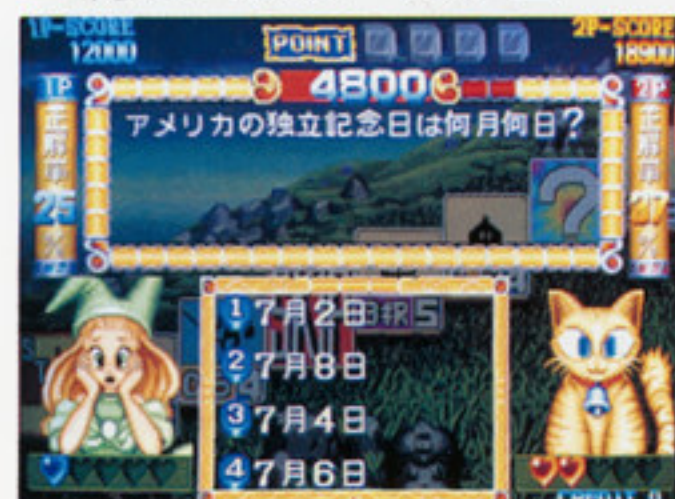 1P-SCORE
12000
POINT
2P-SCORE
18900
4800
1P
正解率
25
%
2P
正解率
37
%
アメリカの独立記念日は何月何日?
?
1 7月2日
2 7月8日
3 7月4日
4 7月6日